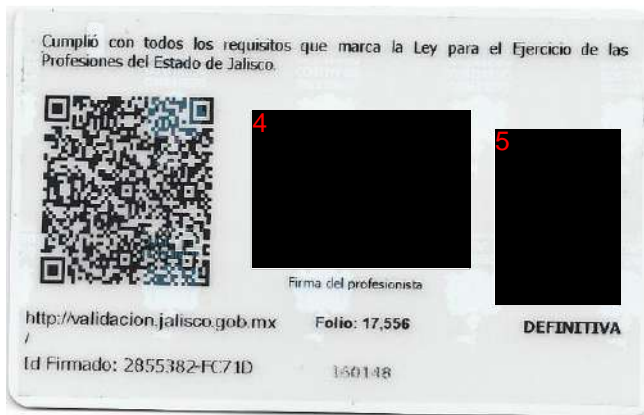 Cumplió con todos los requisitos que marca la Ley para el Ejercicio de las
Profesiones del Estado de Jalisco.
4
5
Firma del profesionista
http://validacion.jalisco.gob.mx
/
Folio: 17,556
DEFINITIVA
Id Firmado: 2855382-FC71D
160148